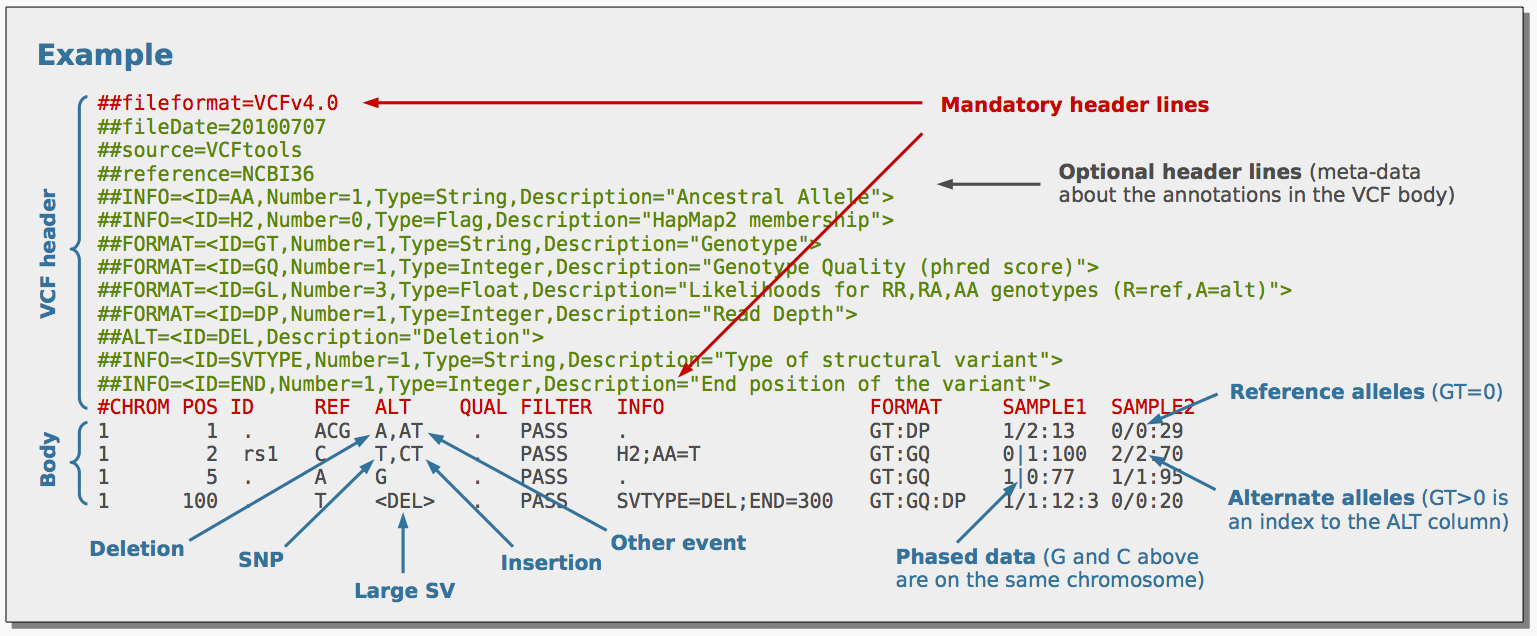 Example
##fileformat=VCFv4.0
Mandatory header lines
##fileDate=20100707
##source=VCFtools
##reference=NCBI36
Optional header lines (meta-data
about the annotations in the VCF body)
##INFO=<ID=AA,Number=1,Type=String,Description="Ancestral Allele">
##INFO=<ID=H2,Number=0,Type=Flag,Description="HapMap2 membership">
##FORMAT=<ID=GT,Number=1,Type=String,Description="Genotype">
##FORMAT=<ID=GQ,Number=1,Type=Integer,Description="Genotype Quality (phred score)">
##FORMAT=<ID=GL,Number=3,Type=Float,Description="Likelihoods for RR,RA,AA genotypes (R=ref,A=alt)">
##FORMAT=<ID=DP,Number=1,Type=Integer,Description="Read Depth">
##ALT=<ID=DEL,Description="Deletion">
##INFO=<ID=SVTYPE,Number=1,Type=String,Description="Type of structural variant">
##INFO=<ID=END,Number=1,Type=Integer,Description="End position of the variant">
VCF header
#CHROM POS ID REF ALT QUAL FILTER INFO FORMAT SAMPLE1 SAMPLE2
1 1 . ACG A,AT . PASS . GT:DP 1/2:13 0/0:29
1 2 rs1 C T,CT . PASS H2;AA=T GT:GQ 0|1:100 2/2:70
1 5 . A G . PASS . GT:GQ 1|0:77 1/1:95
1 100 . T <DEL> . PASS SVTYPE=DEL;END=300 GT:GQ:DP 1/1:12:3 0/0:20
Body
Reference alleles (GT=0)
Alternate alleles (GT>0 is
an index to the ALT column)
Deletion
SNP
Large SV
Insertion
Other event
Phased data (G and C above
are on the same chromosome)